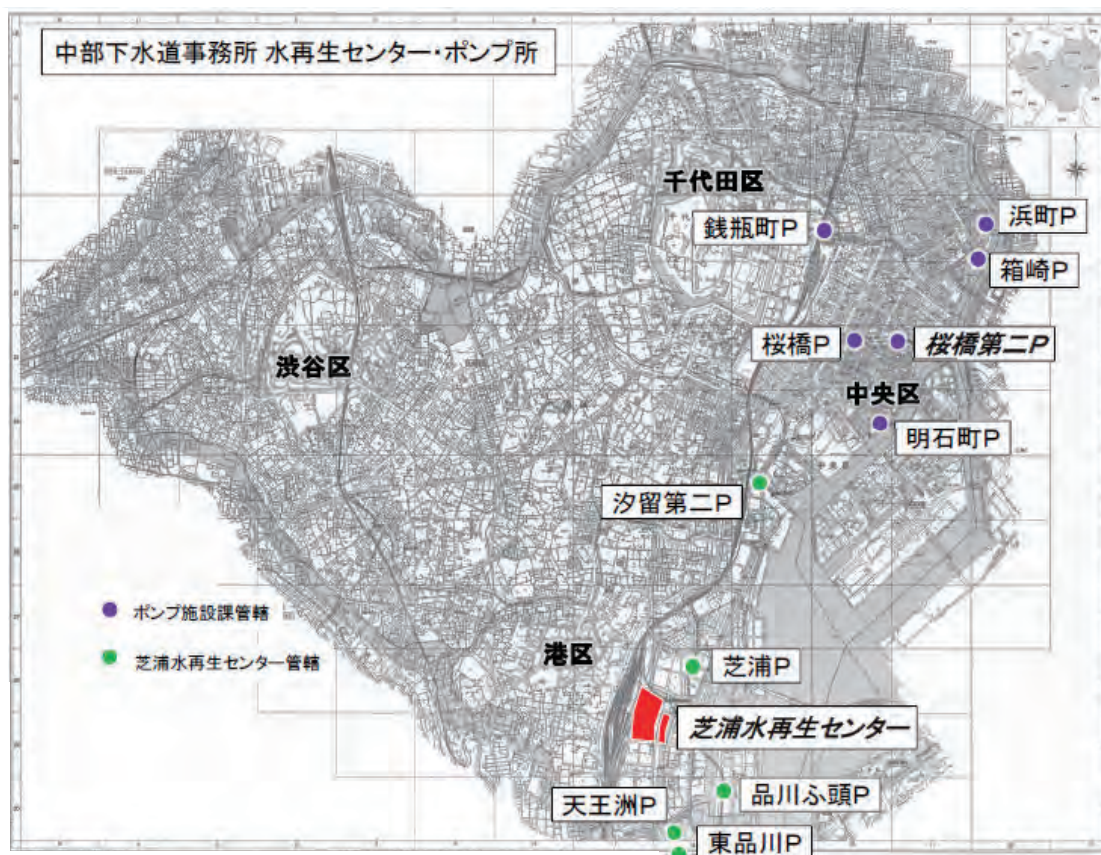 中部下水道事務所 水再生センター・ポンプ所
千代田区
銭瓶町P
浜町P
箱崎P
桜橋P
桜橋第二P
渋谷区
中央区
明石町P
汐留第二P
ポンプ施設課管轄
芝浦水再生センター管轄
港区
芝浦P
芝浦水再生センター
品川ふ頭P
天王洲P
東品川P